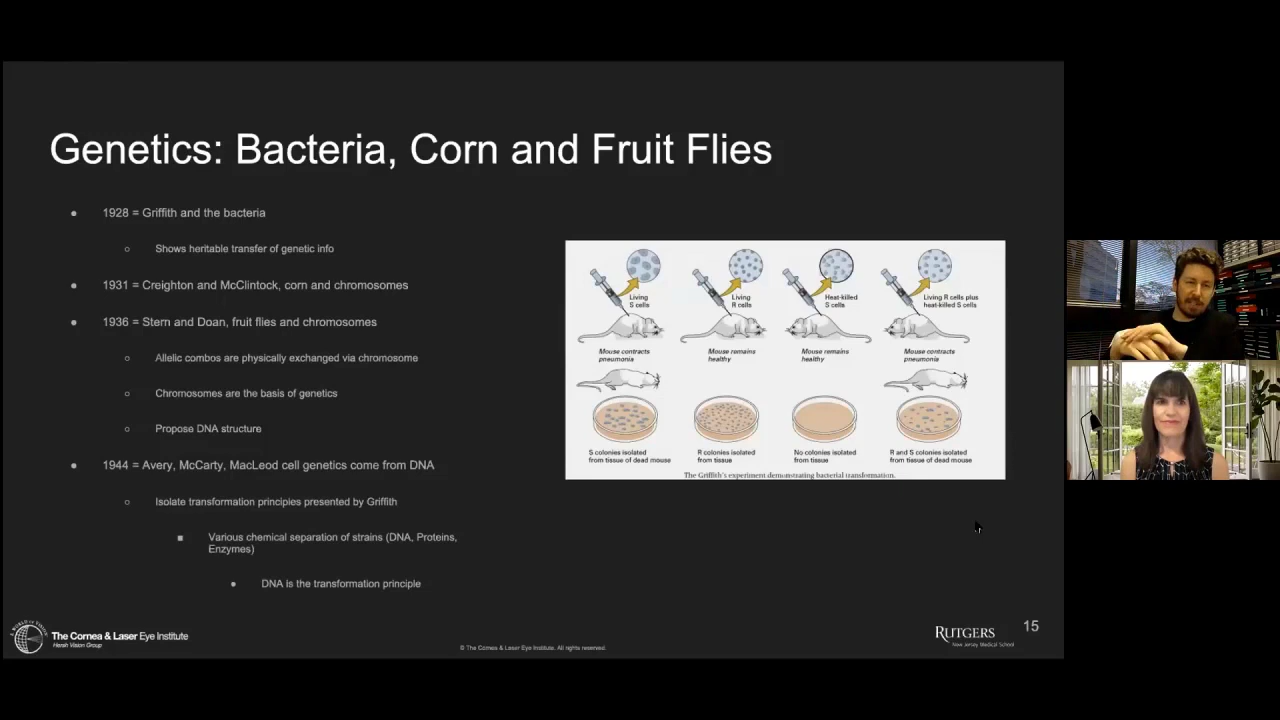 Genetics: Bacteria, Corn and Fruit Flies
● 1928 = Griffith and the bacteria
○ Shows heritable transfer of genetic info
● 1931 = Creighton and McClintock, corn and chromosomes
● 1936 = Stern and Doan, fruit flies and chromosomes
○ Allelic combos are physically exchanged via chromosome
○ Chromosomes are the basis of genetics
○ Propose DNA structure
● 1944 = Avery, McCarty, MacLeod cell genetics come from DNA
○ Isolate transformation principles presented by Griffith
■ Various chemical separation of strains (DNA, Proteins,
Enzymes)
● DNA is the transformation principle
Living
S cells
Living
R cells
Heat-killed
S cells
Living R cells plus
heat-killed S cells
Mouse contracts
pneumonia
Mouse remains
healthy
Mouse remains
healthy
Mouse contracts
pneumonia
S colonies isolated
from tissue of dead mouse
R colonies isolated
from tissue
No colonies isolated
from tissue
R and S colonies isolated
from tissue of dead mouse
The Griffith's experiment demonstrating bacterial transformation.
A WORLD OF VISION
The Cornea & Laser Eye Institute
Hersh Vision Group
© The Cornea & Laser Eye Institute. All rights reserved.
RUTGERS
New Jersey Medical School
15